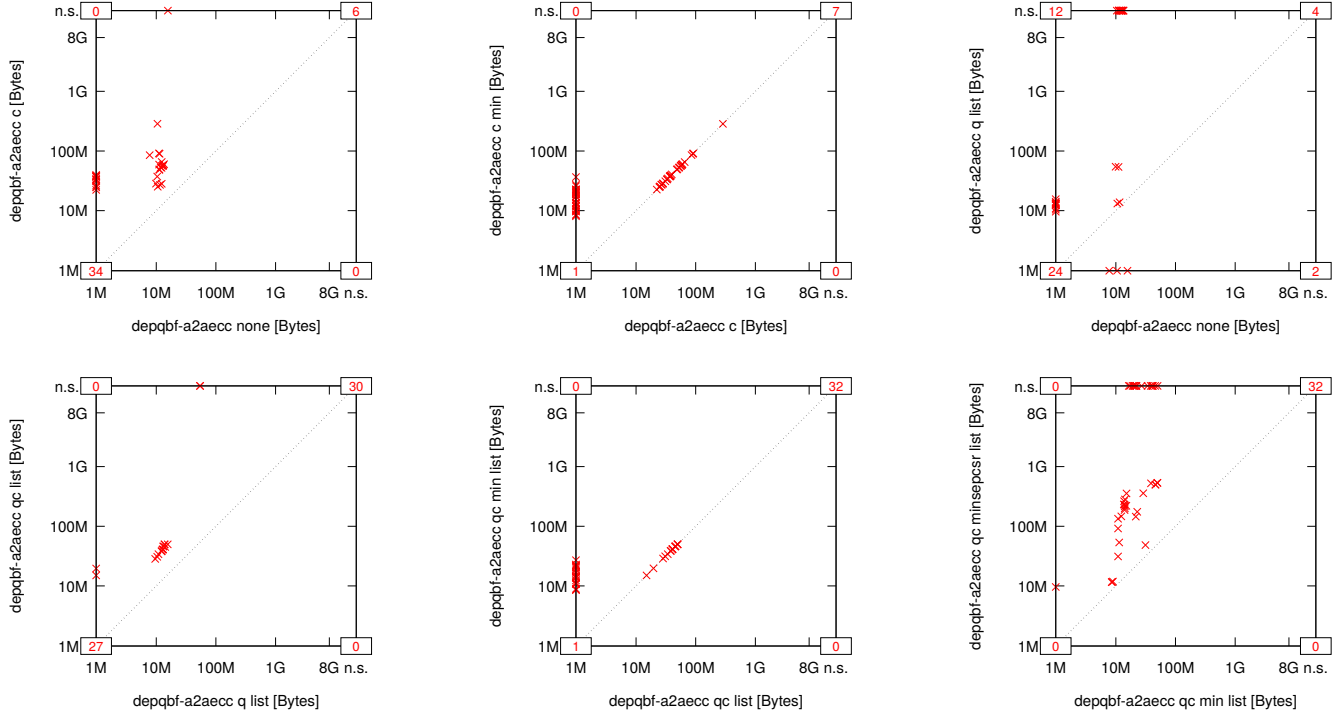 n.s. 0 6
8G
1G
100M
10M
1M 34 0
1M 10M 100M 1G 8G n.s.
depqbf-a2aecc c [Bytes]
depqbf-a2aecc none [Bytes]
n.s. 0 7
8G
1G
100M
10M
1M 1 0
1M 10M 100M 1G 8G n.s.
depqbf-a2aecc c min [Bytes]
depqbf-a2aecc c [Bytes]
n.s. 12 4
8G
1G
100M
10M
1M 24 2
1M 10M 100M 1G 8G n.s.
depqbf-a2aecc q list [Bytes]
depqbf-a2aecc none [Bytes]
n.s. 0 30
8G
1G
100M
10M
1M 27 0
1M 10M 100M 1G 8G n.s.
depqbf-a2aecc qc list [Bytes]
depqbf-a2aecc q list [Bytes]
n.s. 0 32
8G
1G
100M
10M
1M 1 0
1M 10M 100M 1G 8G n.s.
depqbf-a2aecc qc min list [Bytes]
depqbf-a2aecc qc list [Bytes]
n.s. 0 32
8G
1G
100M
10M
1M 0 0
1M 10M 100M 1G 8G n.s.
depqbf-a2aecc qc minsepcsr list [Bytes]
depqbf-a2aecc qc min list [Bytes]